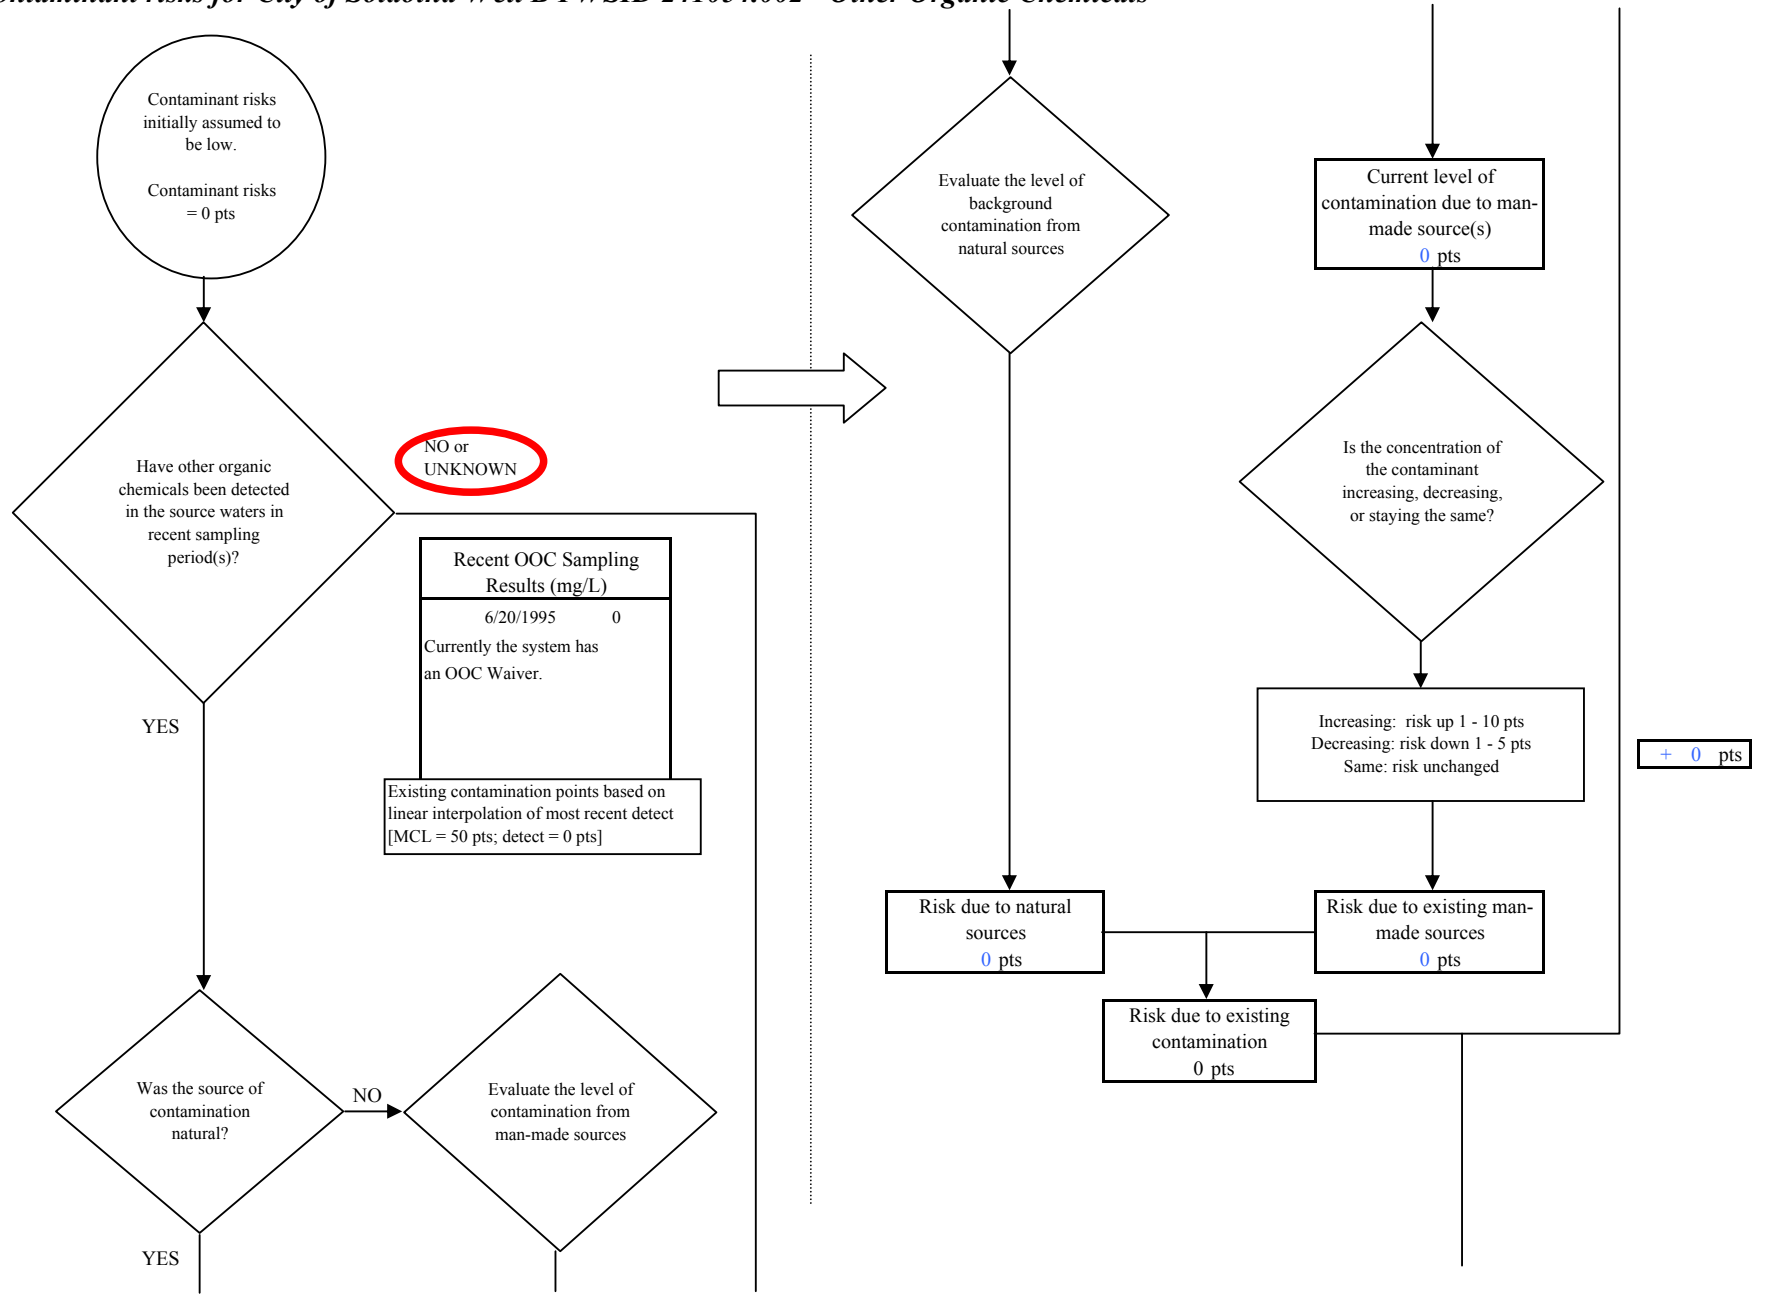 Contaminant risks
initially assumed to
be low.
Contaminant risks
= 0 pts
Have other organic
chemicals been detected
in the source waters in
recent sampling
period(s)?
NO or
UNKNOWN
Recent OOC Sampling
Results (mg/L)
6/20/1995 0
Currently the system has
an OOC Waiver.
Existing contamination points based on
linear interpolation of most recent detect
[MCL = 50 pts; detect = 0 pts]
YES
Was the source of
contamination
natural?
NO
Evaluate the level of
contamination from
man-made sources
YES
Evaluate the level of
background
contamination from
natural sources
Current level of
contamination due to man-
made source(s)
0 pts
Is the concentration of
the contaminant
increasing, decreasing,
or staying the same?
Increasing: risk up 1 - 10 pts
Decreasing: risk down 1 - 5 pts
Same: risk unchanged
+ 0 pts
Risk due to natural
sources
0 pts
Risk due to existing man-
made sources
0 pts
Risk due to existing
contamination
0 pts